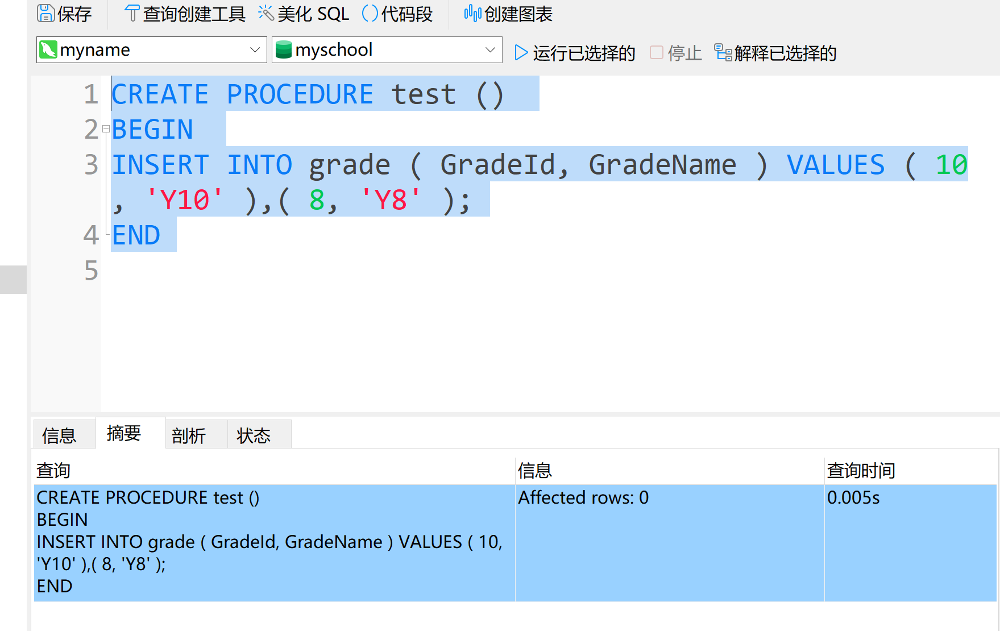 保存 查询创建工具 美化 SQL ()代码段 创建图表
myname myschool 运行已选择的 停止 解释已选择的
1 CREATE PROCEDURE test ()
2 BEGIN
3 INSERT INTO grade ( GradeId, GradeName ) VALUES ( 10
, 'Y10' ),( 8, 'Y8' );
4 END
5
信息 摘要 剖析 状态
查询 信息 查询时间
CREATE PROCEDURE test () Affected rows: 0 0.005s
BEGIN
INSERT INTO grade ( GradeId, GradeName ) VALUES ( 10,
'Y10' ),( 8, 'Y8' );
END